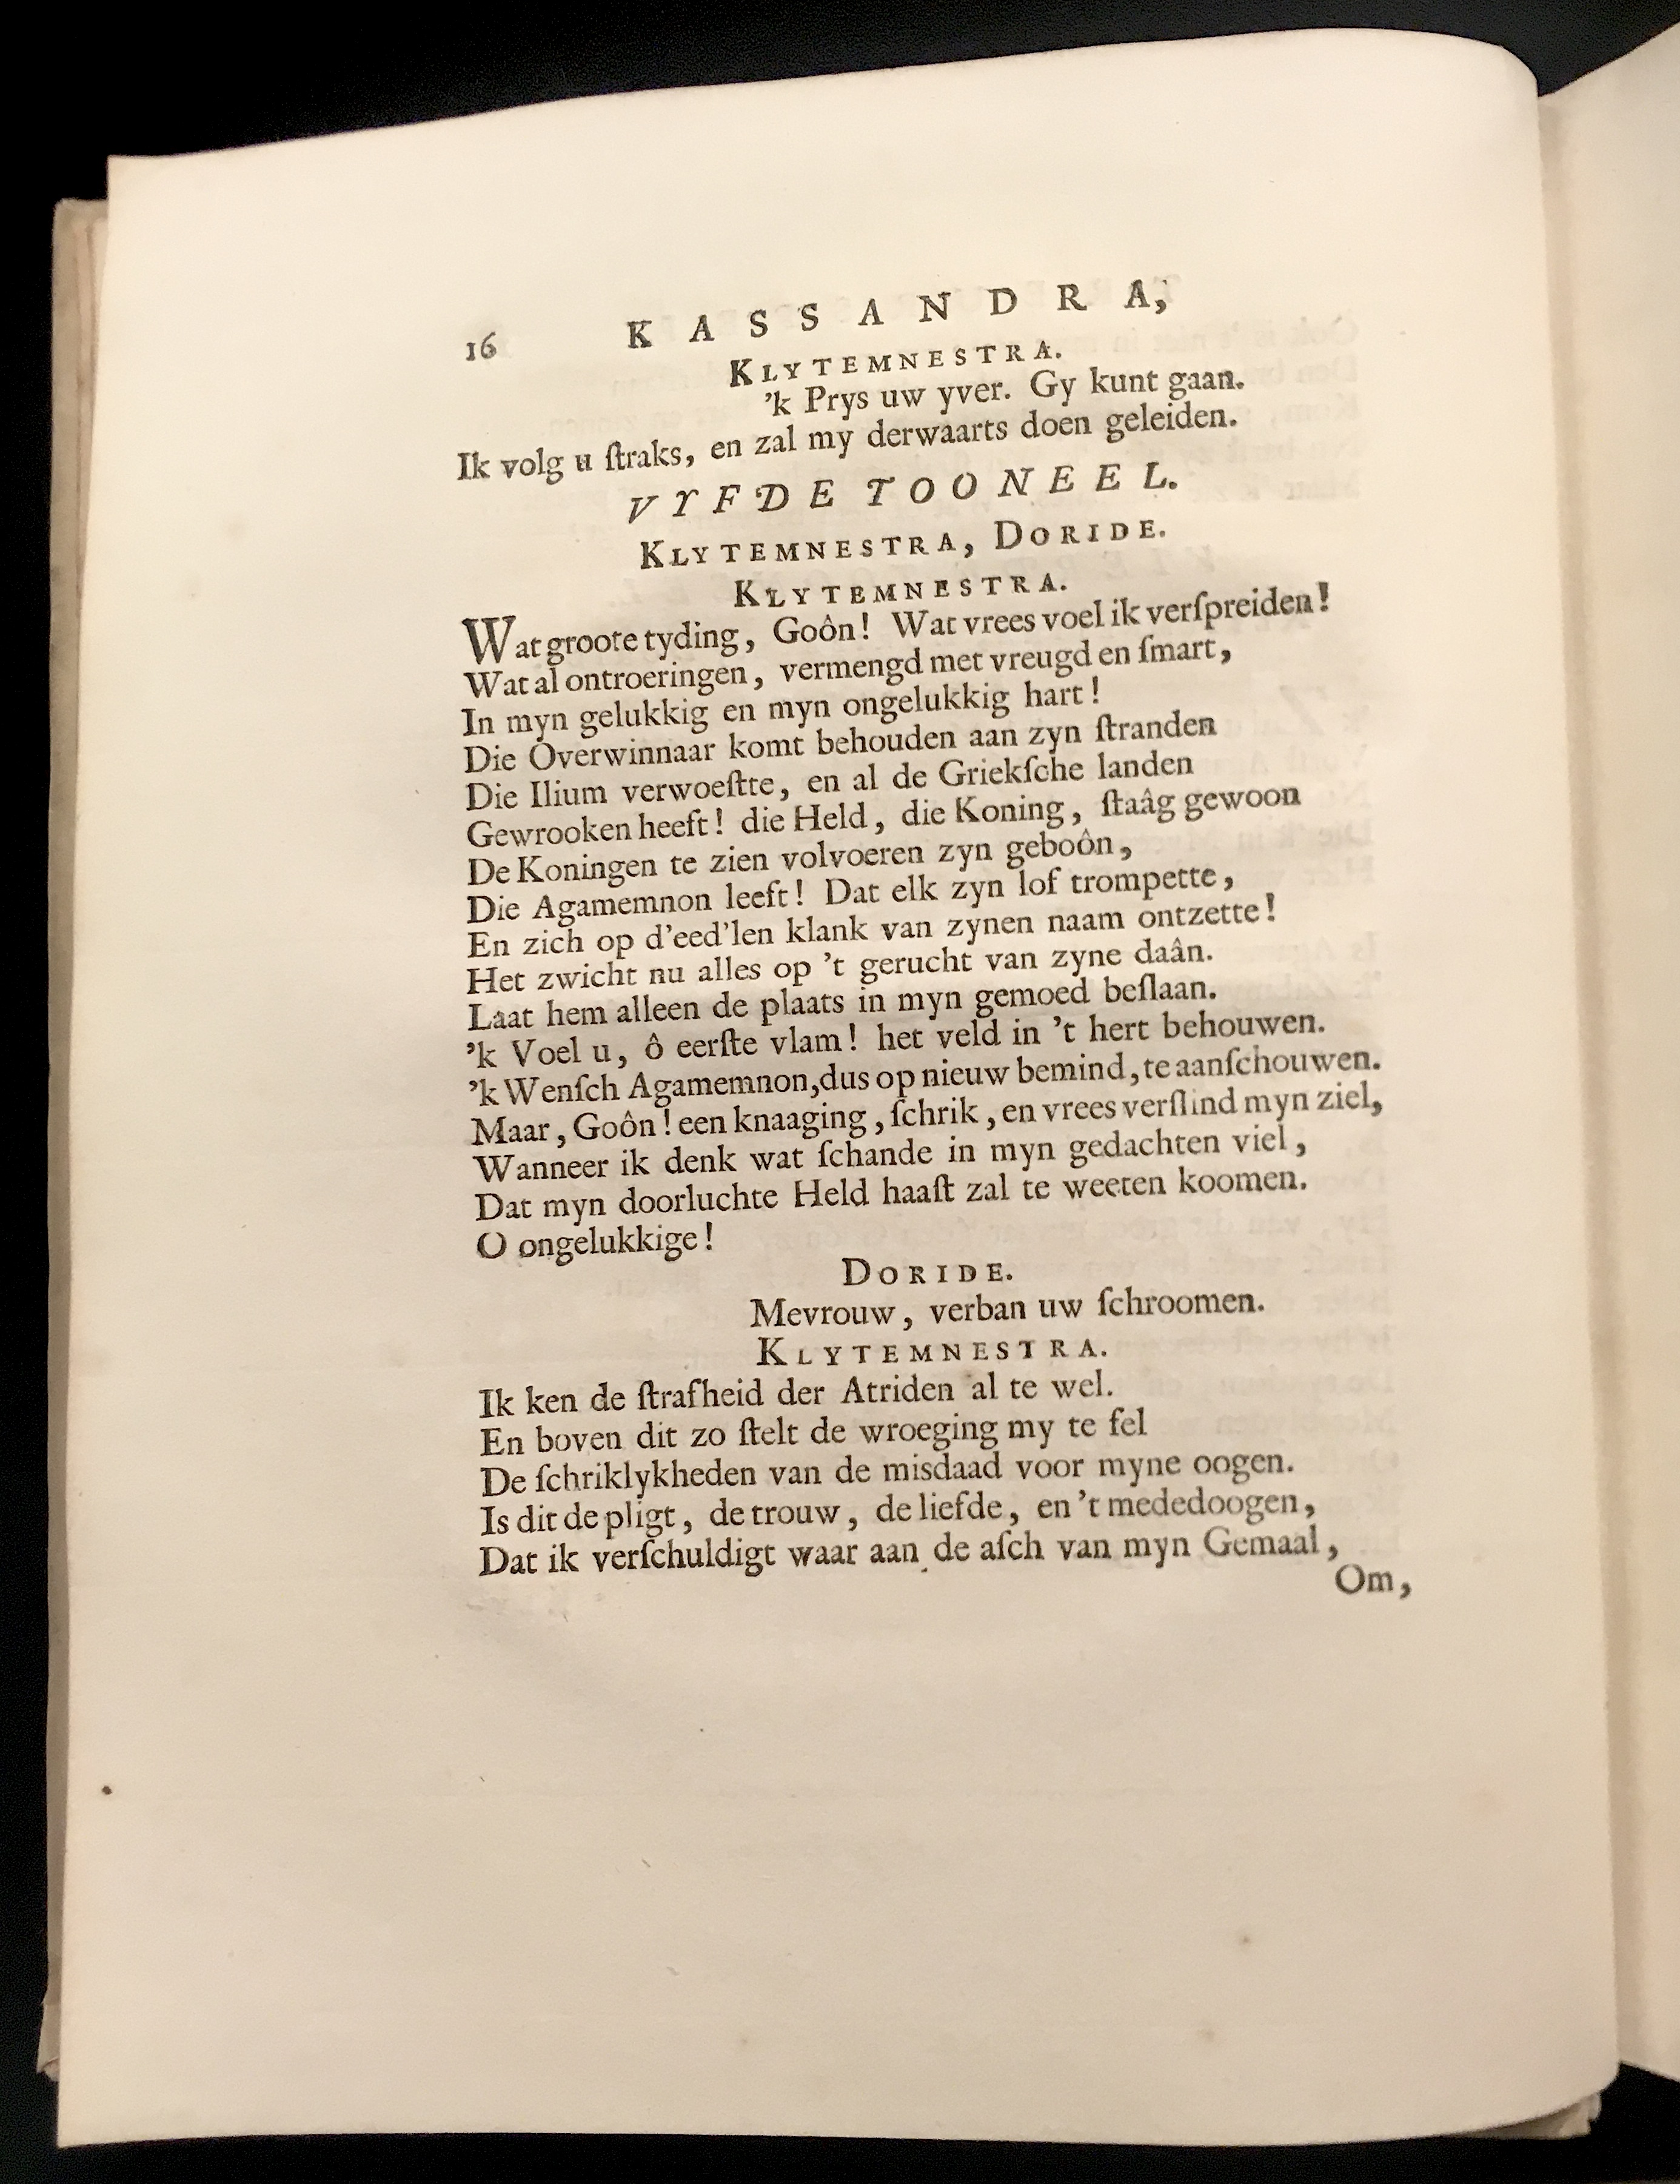 16 KASSANDRA,
KLYTEMNESTRA.
’k Prys uw yver. Gy kunt gaan.
Ik volg u ſtraks, en zal my derwaarts doen geleiden.
VYFDE TOONEEL.
KLYTEMNESTRA, DORIDE.
KLYTEMNESTRA.
Wat groote tyding, Goôn! Wat vrees voel ik verſpreiden!
Wat al ontroeringen, vermengd met vreugd en ſmart,
In myn gelukkig en myn ongelukkig hart!
Die Overwinnaar komt behouden aan zyn ſtranden
Die Ilium verwoeſtte, en al de Griekſche landen
Gewrooken heeft! die Held, die Koning, ſtaâg gewoon
De Koningen te zien volvoeren zyn geboôn,
Die Agamemnon leeft! Dat elk zyn lof trompette,
En zich op d’eed’len klank van zynen naam ontzette!
Het zwicht nu alles op ’t gerucht van zyne daân.
Laat hem alleen de plaats in myn gemoed beſlaan.
’k Voel u, ô eerſte vlam! het veld in ’t hert behouwen.
’k Wenſch Agamemnon, dus op nieuw bemind, te aanſchouwen.
Maar, Goôn! een knaaging, ſchrik, en vrees verſlind myn ziel,
Wanneer ik denk wat ſchande in myn gedachten viel,
Dat myn doorluchte Held haaſt zal te weeten koomen.
O ongelukkige!
DORIDE.
Mevrouw, verban uw ſchroomen.
KLYTEMNESTRA.
Ik ken de ſtrafheid der Atriden al te wel.
En boven dit zo ſtelt de wroeging my te fel
De ſchriklykheden van de misdaad voor myne oogen.
Is dit de pligt, de trouw, de liefde, en ’t mededoogen,
Dat ik verſchuldigt waar aan de aſch van myn Gemaal,
Om,